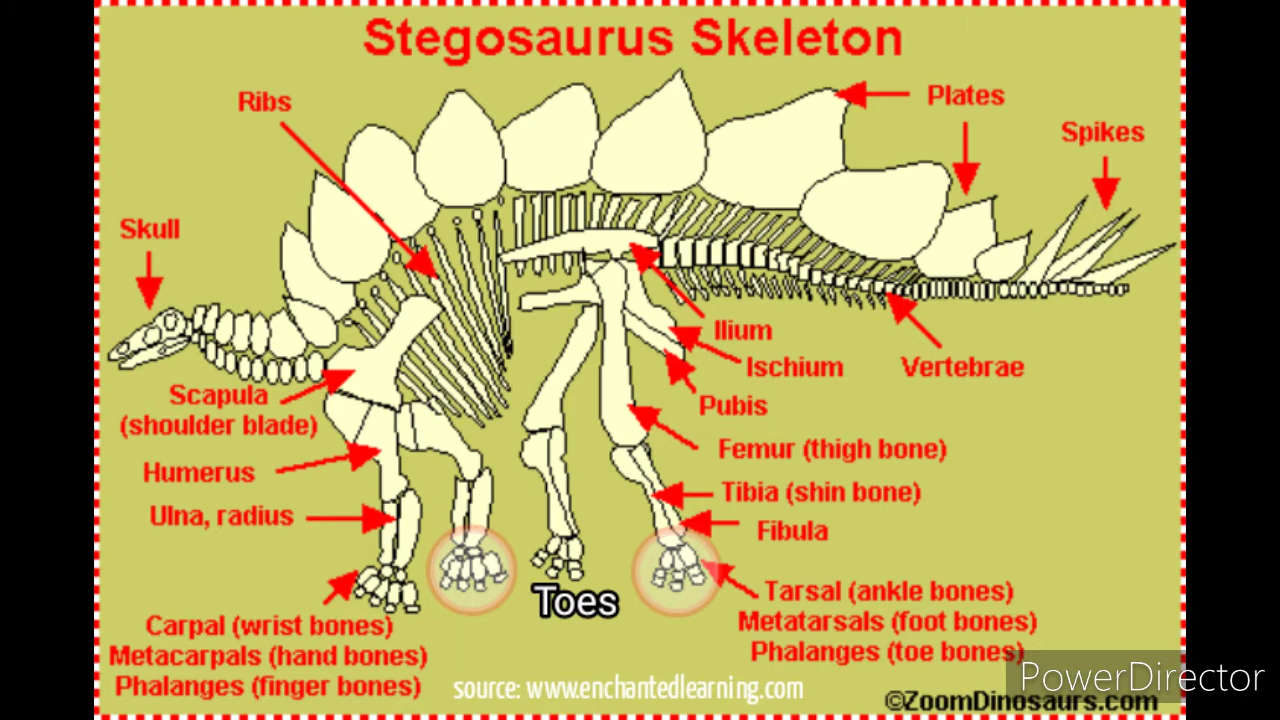 Stegosaurus Skeleton
Ribs
Plates
Spikes
Skull
Ilium
Ischium
Vertebrae
Scapula
(shoulder blade)
Pubis
Femur (thigh bone)
Humerus
Tibia (shin bone)
Ulna, radius
Fibula
Toes
Tarsal (ankle bones)
Metatarsals (foot bones)
Phalanges (toe bones)
Carpal (wrist bones)
Metacarpals (hand bones)
Phalanges (finger bones)
source: www.enchantedlearning.com
PowerDirector
©ZoomDinosaurs.com